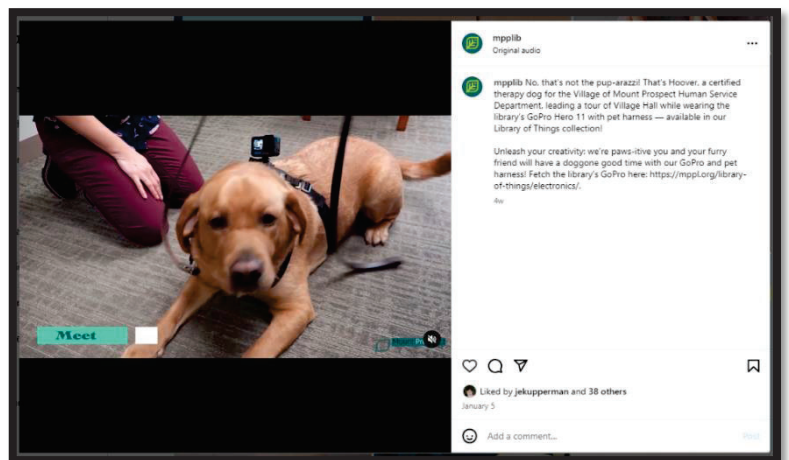 mpplib
Original audio
mpplib No, that's not the pup-arazzi! That's Hoover, a certified
therapy dog for the Village of Mount Prospect Human Service
Department, leading a tour of Village Hall while wearing the
library's GoPro Hero 11 with pet harness — available in our
Library of Things collection!
Unleash your creativity: we're paws-itive you and your furry
friend will have a doggone good time with our GoPro and pet
harness! Fetch the library's GoPro here: https://mppl.org/library-
of-things/electronics/.
4w
Meet
Liked by jekupperman and 38 others
January 5
Add a comment...
Post